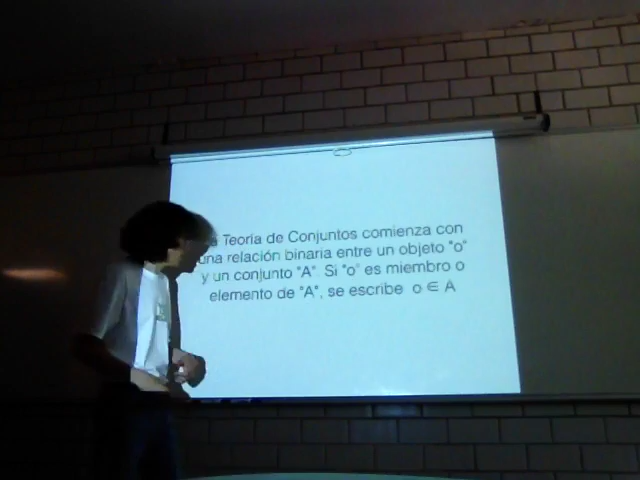 a Teoría de Conjuntos comienza con
una relación binaria entre un objeto "o"
y un conjunto "A". Si "o" es miembro o
elemento de "A", se escribe o ∈ A